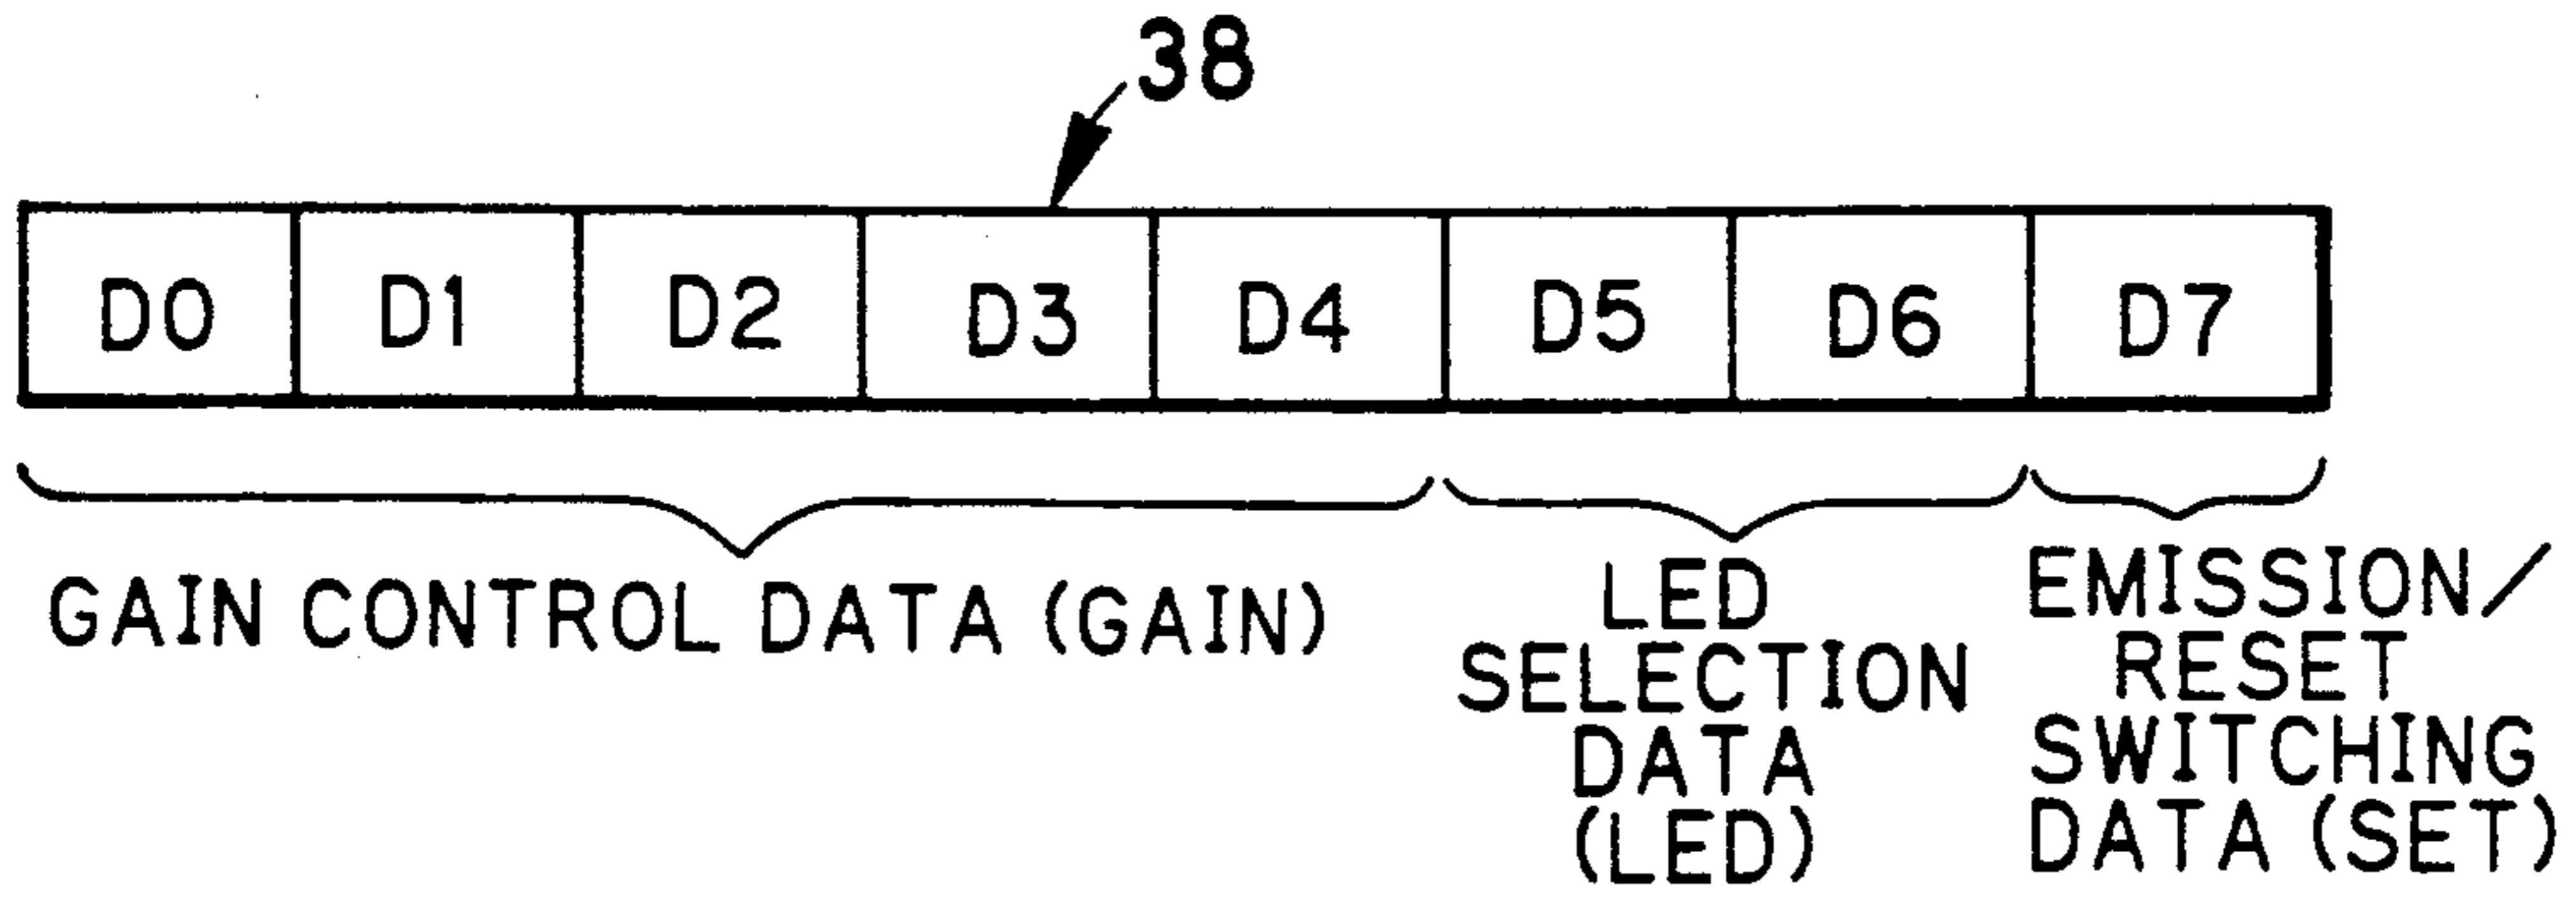 38
D0 D1 D2 D3 D4 D5 D6 D7
GAIN CONTROL DATA (GAIN)
LED
SELECTION
DATA
(LED)
EMISSION/
RESET
SWITCHING
DATA (SET)